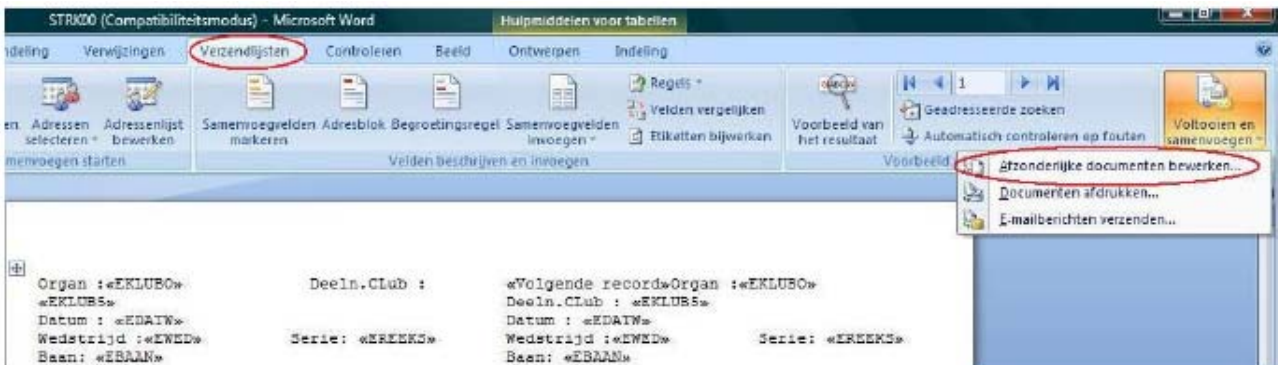 STRK00 (Compatibiliteitsmodus) - Microsoft Word Hulpmiddelen voor tabellen
ndeling Verwijzingen Verzendlijsten Controleren Beeld Ontwerpen Indeling
Regels
1
Velden vergelijken
Geadresseerde zoeken
en Adressen selecteren Adressenlijst bewerken Samenvoegvelden markeren Adresblok Begroetingsregel Samenvoegvelden invoegen Etiketten bijwerken Voorbeeld van het resultaat Automatisch controleren op fouten Voltooien en samenvoegen
menvoegen starten Velden beschrijven en invoegen Voorbeeld
Afzonderlijke documenten bewerken...
Documenten afdrukken...
E-mailberichten verzenden...
Organ :«EKLUBO» Deeln.CLub : «Volgende record»Organ :«EKLUBO»
«EKLUBS» Deeln.CLub : «EKLUBS»
Datum : «EDATW» Datum : «EDATW»
Wedstrijd :«EWED» Serie: «EREEKS» Wedstrijd :«EWED» Serie: «EREEKS»
Baan: «EBAAN» Baan: «EBAAN»